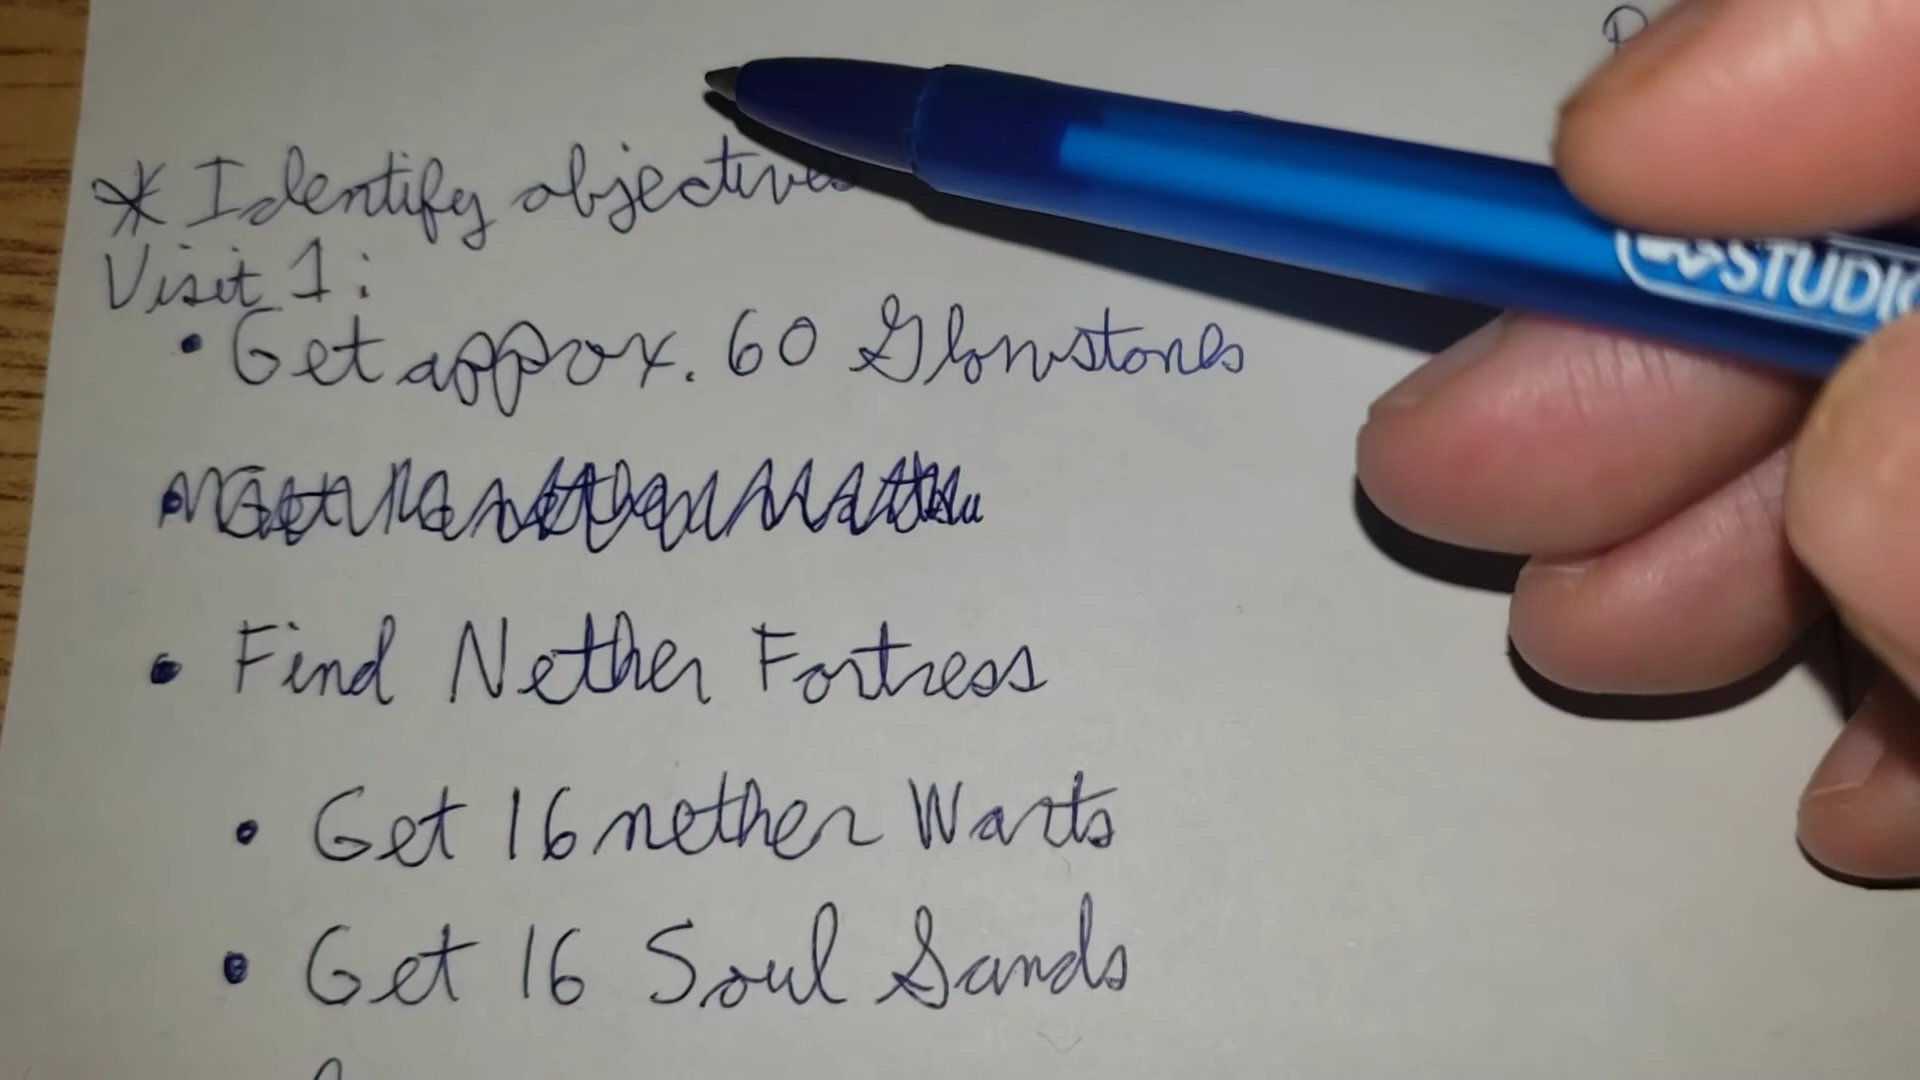 * Identify objectives
Visit 1:
• Get approx. 60 Glowstones
• Find Nether Fortress
• Get 16 nether Warts
• Get 16 Soul Sands
STUDI